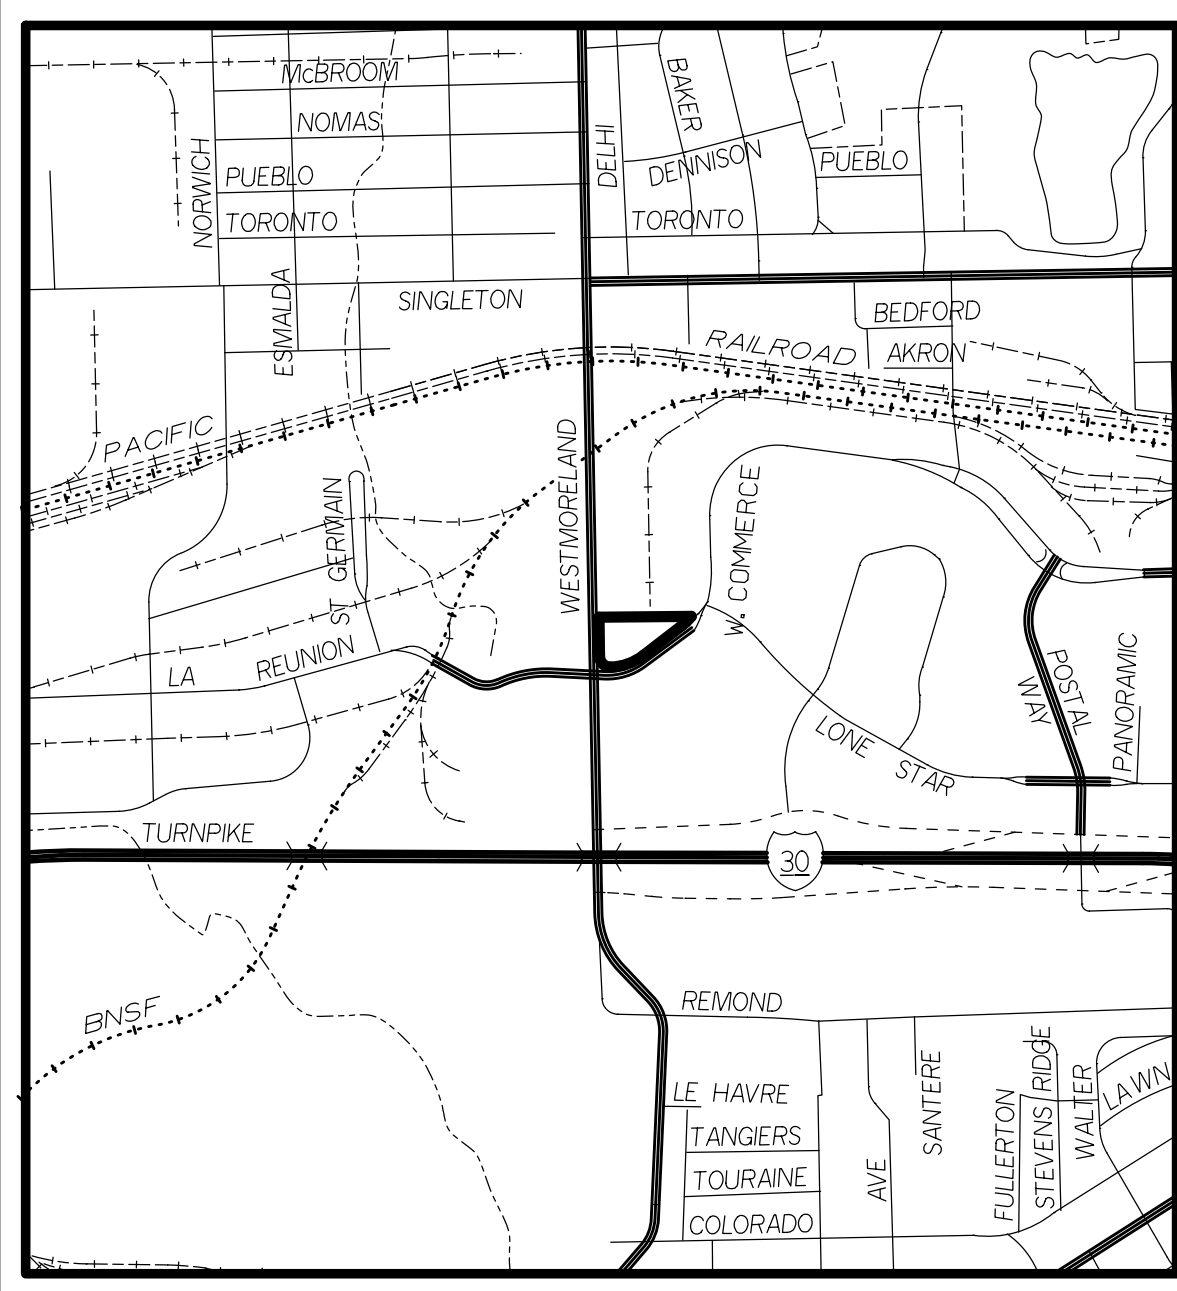 McBROOM
BAKER
NOMAS
NORWICH
DELHI
DENNISON
PUEBLO
PUEBLO
TORONTO
TORONTO
ESMALDA
SINGLETON
BEDFORD
RAILROAD
AKRON
PACIFIC
WESTMORELAND
ST GERMAIN
W. COMMERCE
LA REUNION
POSTAL
WAY
PANORAMIC
LONE STAR
TURNPIKE
30
BNSF
REMOND
SANTERE
STEVENS RIDGE
WALTER
LAWN
FULLERTON
LE HAVRE
TANGIERS
AVE
TOURAINE
COLORADO